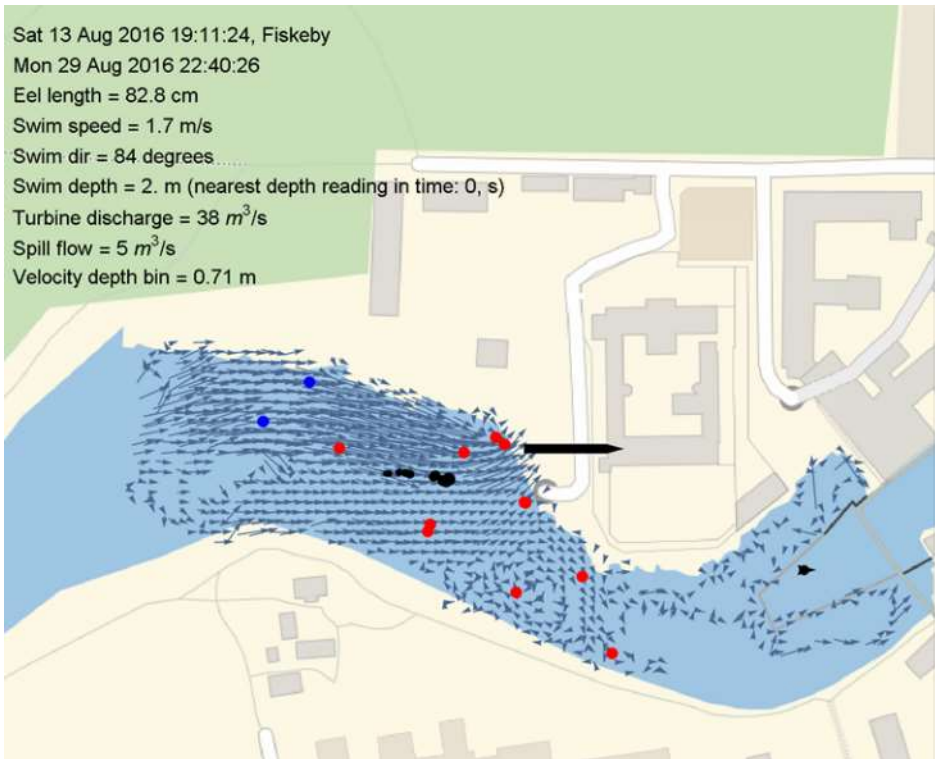 Sat 13 Aug 2016 19:11:24, Fiskeby
Mon 29 Aug 2016 22:40:26
Eel length = 82.8 cm
Swim speed = 1.7 m/s
Swim dir = 84 degrees
Swim depth = 2. m (nearest depth reading in time: 0, s)
Turbine discharge = 38 m³/s
Spill flow = 5 m³/s
Velocity depth bin = 0.71 m